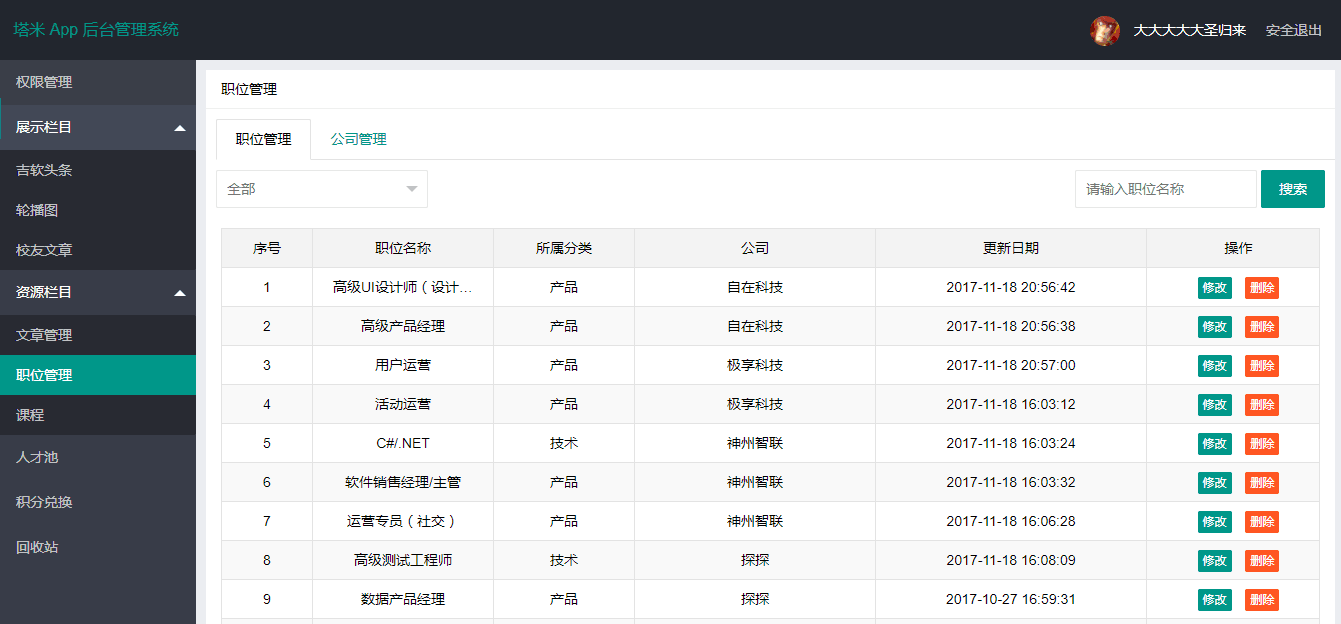 塔米 App 后台管理系统
大大大大大圣归来 安全退出
权限管理
展示栏目
吉软头条
轮播图
校友文章
资源栏目
文章管理
职位管理
课程
人才池
积分兑换
回收站
职位管理
职位管理 公司管理
全部 请输入职位名称 搜索
序号 职位名称 所属分类 公司 更新日期 操作
1 高级UI设计师（设计... 产品 自在科技 2017-11-18 20:56:42 修改 删除
2 高级产品经理 产品 自在科技 2017-11-18 20:56:38 修改 删除
3 用户运营 产品 极享科技 2017-11-18 20:57:00 修改 删除
4 活动运营 产品 极享科技 2017-11-18 16:03:12 修改 删除
5 C#/.NET 技术 神州智联 2017-11-18 16:03:24 修改 删除
6 软件销售经理/主管 产品 神州智联 2017-11-18 16:03:32 修改 删除
7 运营专员（社交） 产品 神州智联 2017-11-18 16:06:28 修改 删除
8 高级测试工程师 技术 探探 2017-11-18 16:08:09 修改 删除
9 数据产品经理 产品 探探 2017-10-27 16:59:31 修改 删除